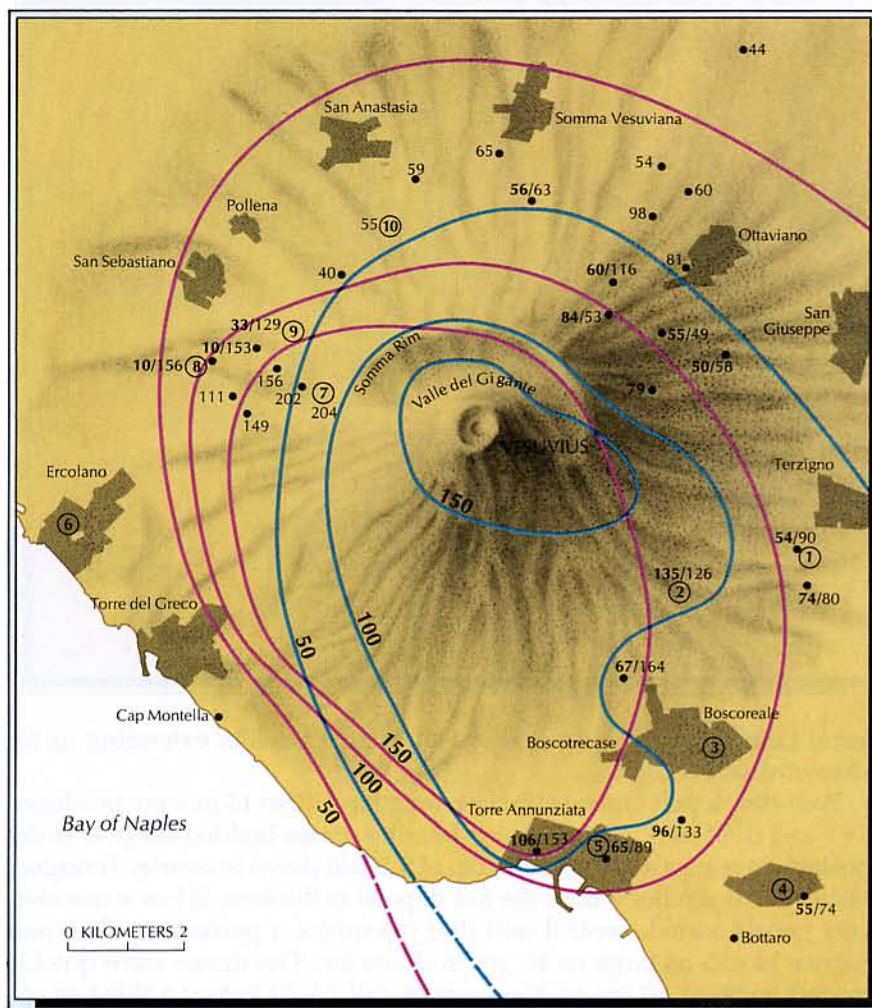 44
San Anastasia
Somma Vesuviana
65
59
54
56/63
60
Pollena
55 10
98
Ottaviano
San Sebastiano
81
40
60/116
San Giuseppe
33/129 9
84/53
10/153
55/49
10/156 8
Somma Rim
50/58
156
Valle del Gigante
202
7
204
79
111
149
VESUVIUS
Ercolano
Terzigno
150
6
54/90
1
135/126
2
74/80
Torre del Greco
50
100
67/164
Cap Montella
Boscoreale
150
Boscotrecase
3
100
Torre Annunziata
50
96/133
Bay of Naples
106/153
5 65/89
4
55/74
0 KILOMETERS 2
Bottaro